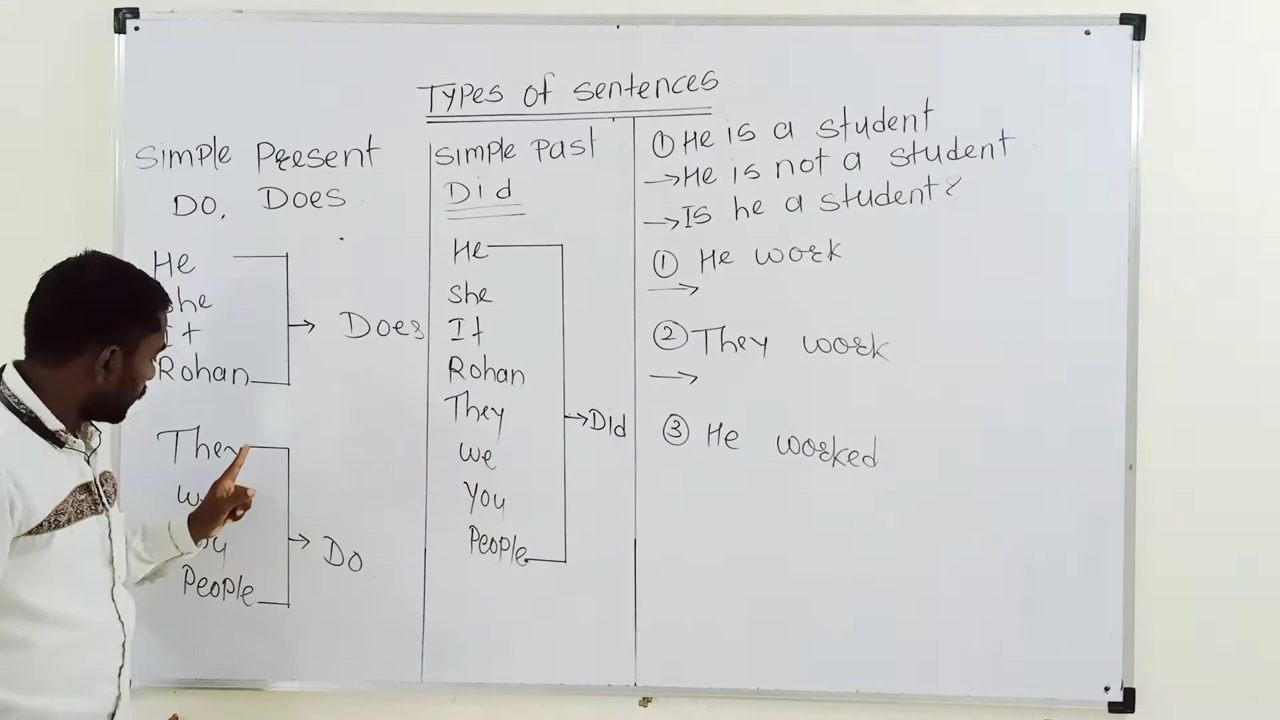 Types of sentences
Simple Present
DO, Does
He
She
It
Rohan
Does
They
People
Do
Simple Past
Did
He
She
It
Rohan
They
we
You
People
Did
① He is a student
→ He is not a student
→ Is he a student?
① He work
→
② They work
→
③ He worked